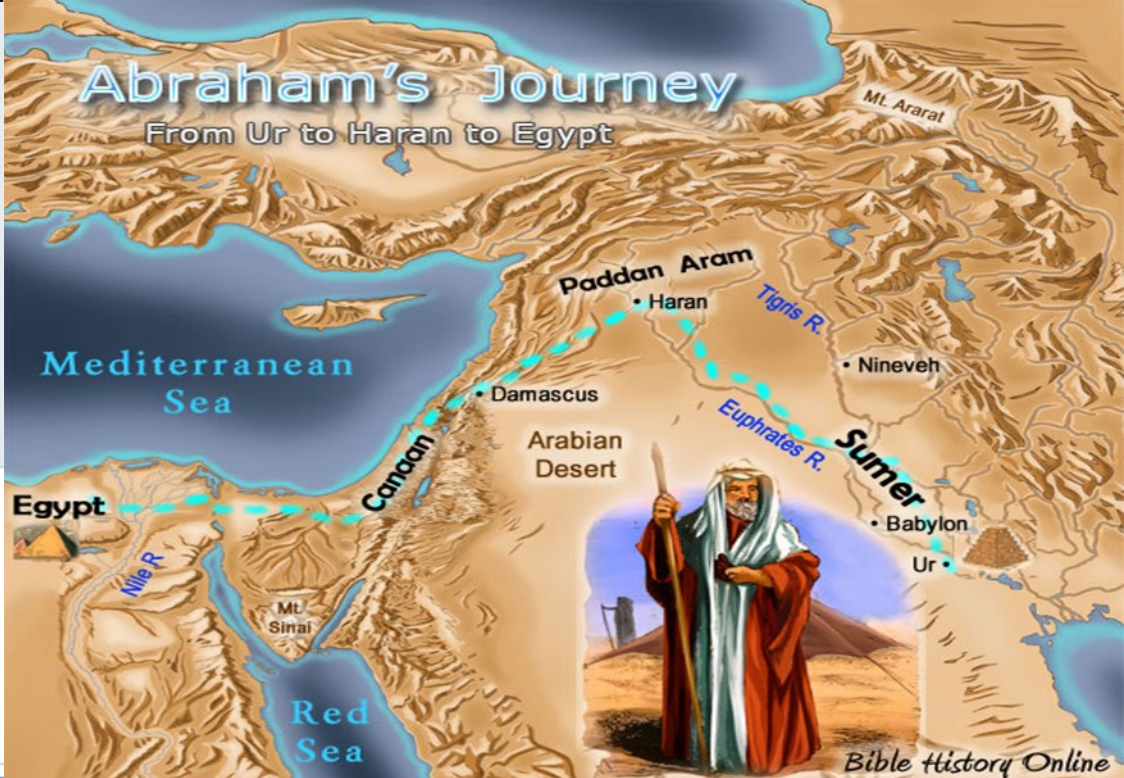 Abraham's Journey
From Ur to Haran to Egypt
Mt. Ararat
Paddan Aram
Haran
Tigris R.
Mediterranean
Sea
Nineveh
Damascus
Euphrates R.
Arabian
Desert
Sumer
Canaan
Egypt
Babylon
Ur
Nile R
Mt.
Sinai
Red
Sea
Bible History Online